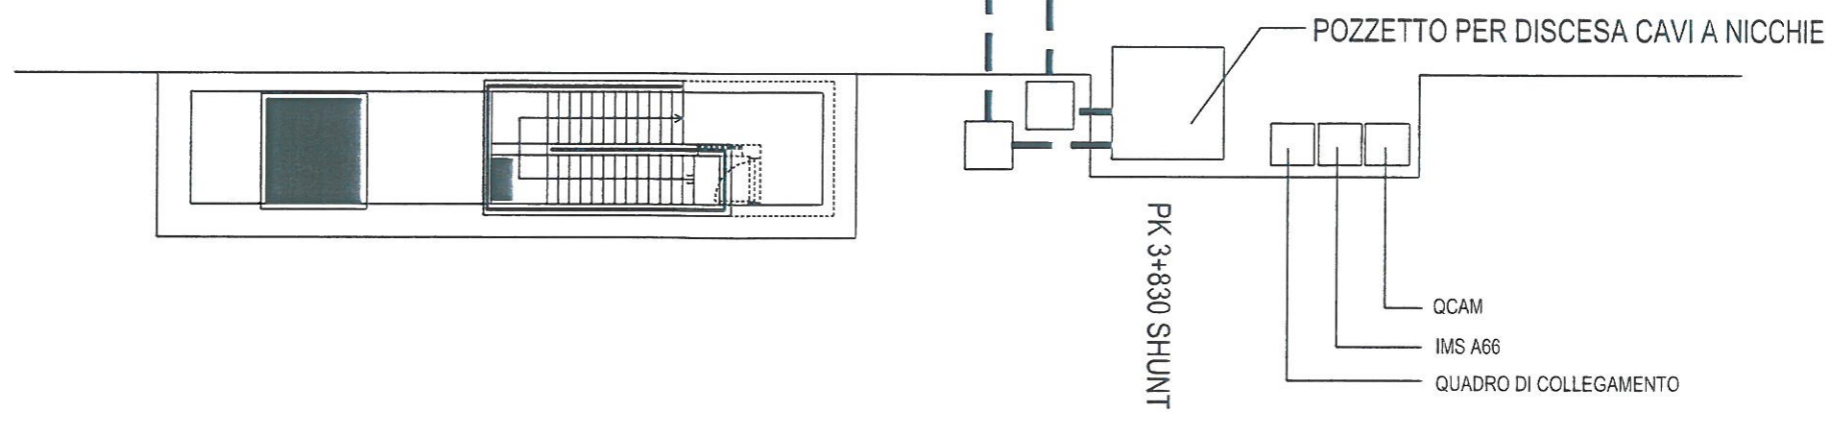 POZZETTO PER DISCESA CAVI A NICCHIE
PK 3+830 SHUNT
QCAM
IMS A66
QUADRO DI COLLEGAMENTO